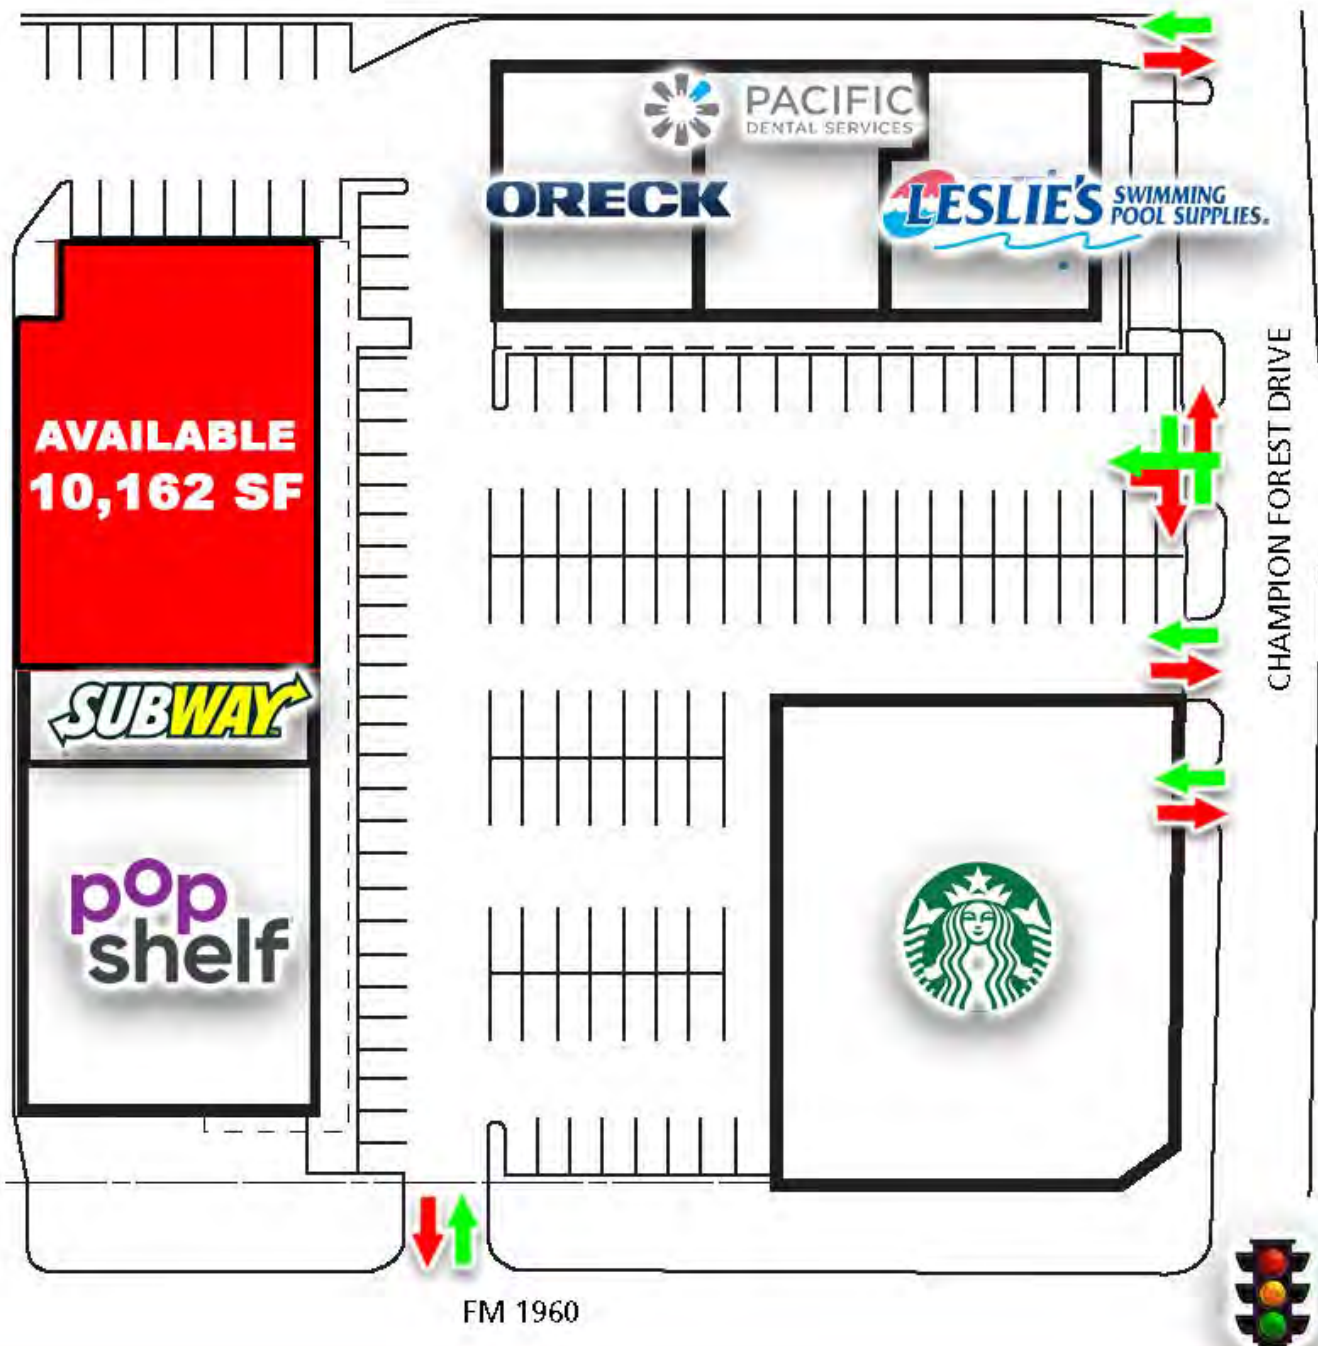 PACIFIC
DENTAL SERVICES
ORECK
LESLIE'S SWIMMING
POOL SUPPLIES.
AVAILABLE
10,162 SF
SUBWAY
pop
shelf
CHAMPION FOREST DRIVE
FM 1960